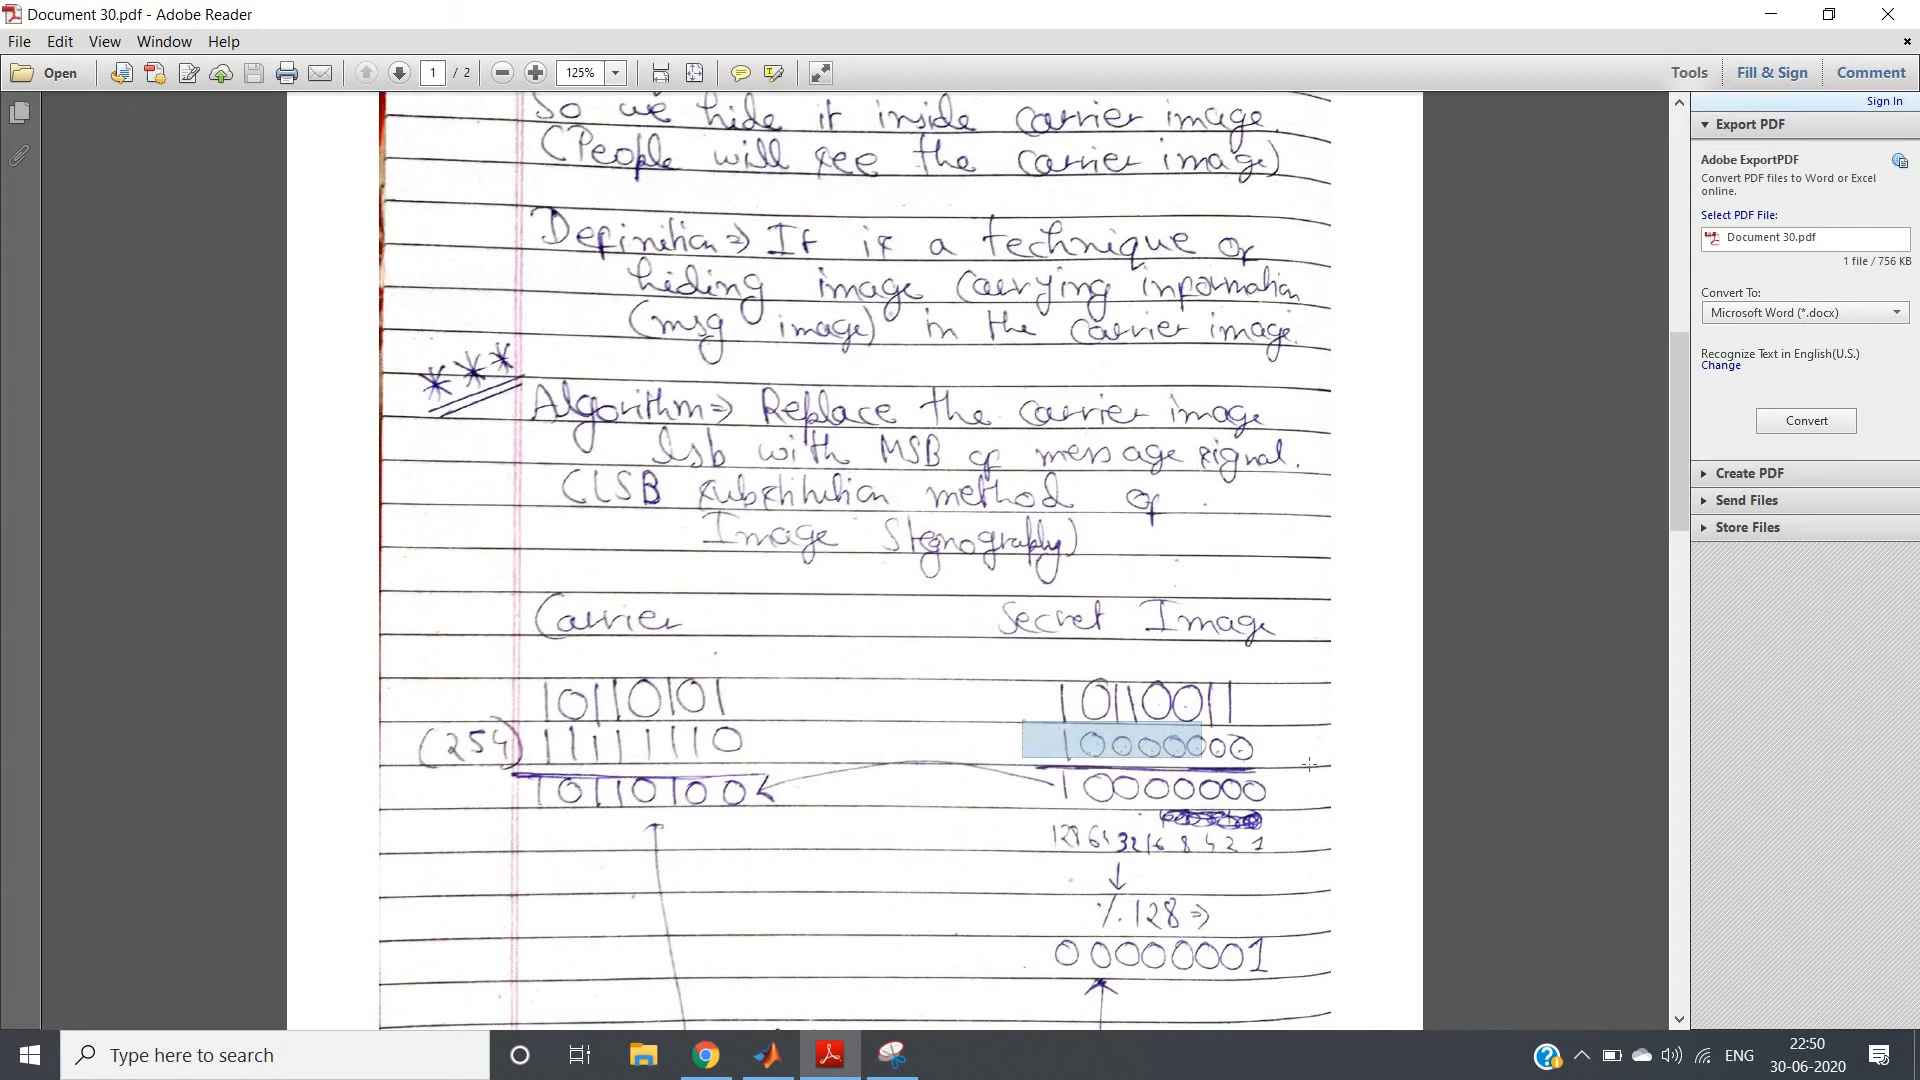 Document 30.pdf - Adobe Reader
File Edit View Window Help
Open 1 / 2 125% Tools Fill & Sign Comment
Sign In
Export PDF
Adobe ExportPDF
Convert PDF files to Word or Excel
online.
Select PDF File:
Document 30.pdf
1 file / 756 KB
Convert To:
Microsoft Word (*.docx)
Recognize Text in English(U.S.)
Change
Convert
Create PDF
Send Files
Store Files
So we hide it inside carrier image.
(People will see the carrier image)
Definition ⇒ It is a technique of
hiding image carrying information
(msg image) in the carrier image.
*** Algorithm ⇒ Replace the carrier image
lsb with MSB of message signal.
(LSB substitution method of
Image Stegnography)
Carrier Secret Image
10110101 10110011
(254) 11111110 10000000
10110100 10000000
128 64 32 16 8 4 2 1
↓
% 128 ⇒
00000001
Type here to search
ENG
22:50
30-06-2020